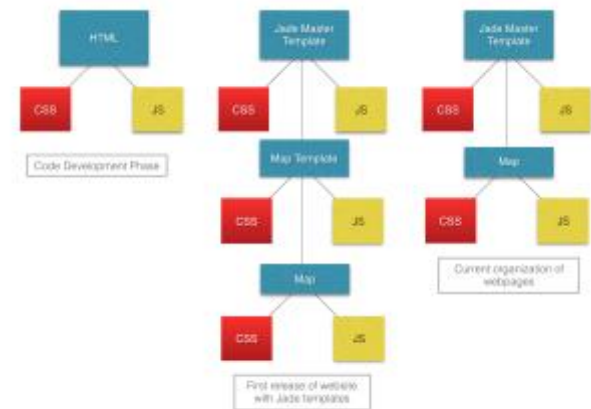 HTML
CSS
JS
Code Development Phase
Jade Master
Template
CSS
JS
Map Template
CSS
JS
Map
CSS
JS
First release of website
with Jade templates
Jade Master
Template
CSS
JS
Map
CSS
JS
Current organization of
webpages